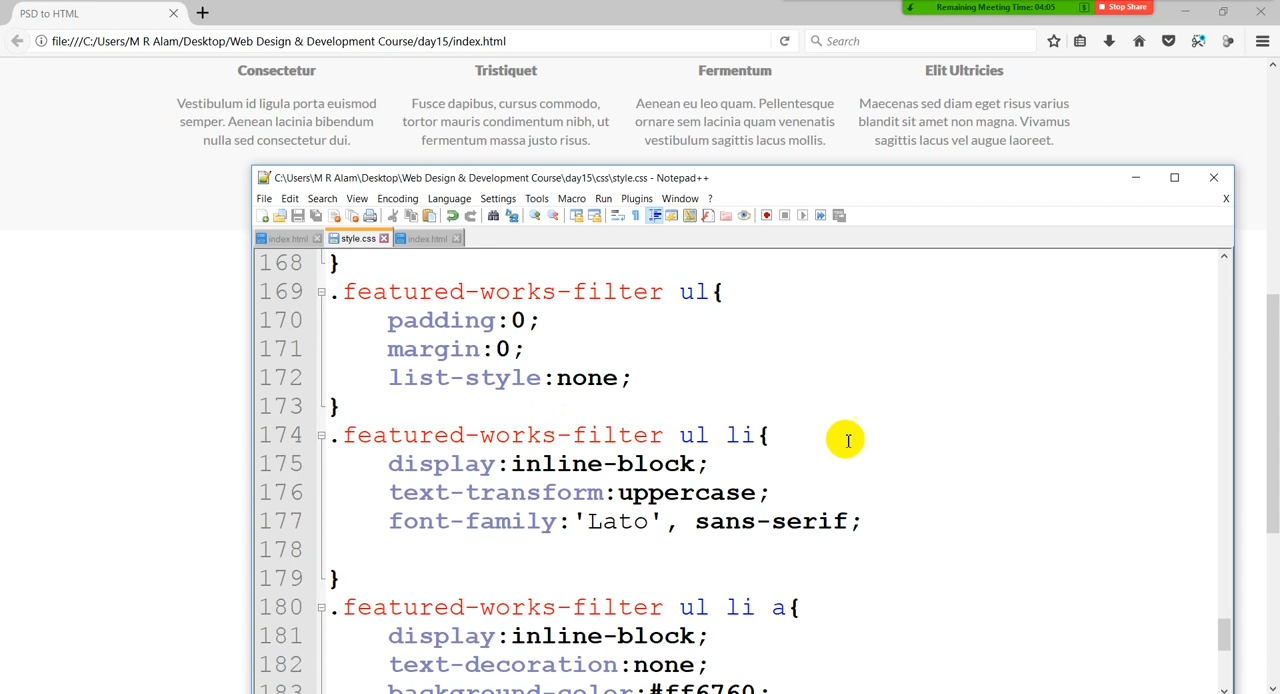 PSD to HTML
Remaining Meeting Time: 04:05
Stop Share
file:///C:/Users/M R Alam/Desktop/Web Design & Development Course/day15/index.html
Search
Consectetur
Tristiquet
Fermentum
Elit Ultricies
Vestibulum id ligula porta euismod
semper. Aenean lacinia bibendum
nulla sed consectetur dui.
Fusce dapibus, cursus commodo,
tortor mauris condimentum nibh, ut
fermentum massa justo risus.
Aenean eu leo quam. Pellentesque
ornare sem lacinia quam venenatis
vestibulum sagittis lacus mollis.
Maecenas sed diam eget risus varius
blandit sit amet non magna. Vivamus
sagittis lacus vel augue laoreet.
C:\Users\M R Alam\Desktop\Web Design & Development Course\day15\css\style.css - Notepad++
File Edit Search View Encoding Language Settings Tools Macro Run Plugins Window ? X
index.html style.css index.html
168 }
169 .featured-works-filter ul{
170 padding:0;
171 margin:0;
172 list-style:none;
173 }
174 .featured-works-filter ul li{
175 display:inline-block;
176 text-transform:uppercase;
177 font-family:'Lato', sans-serif;
178
179 }
180 .featured-works-filter ul li a{
181 display:inline-block;
182 text-decoration:none;
183 background-color:#ff6760;